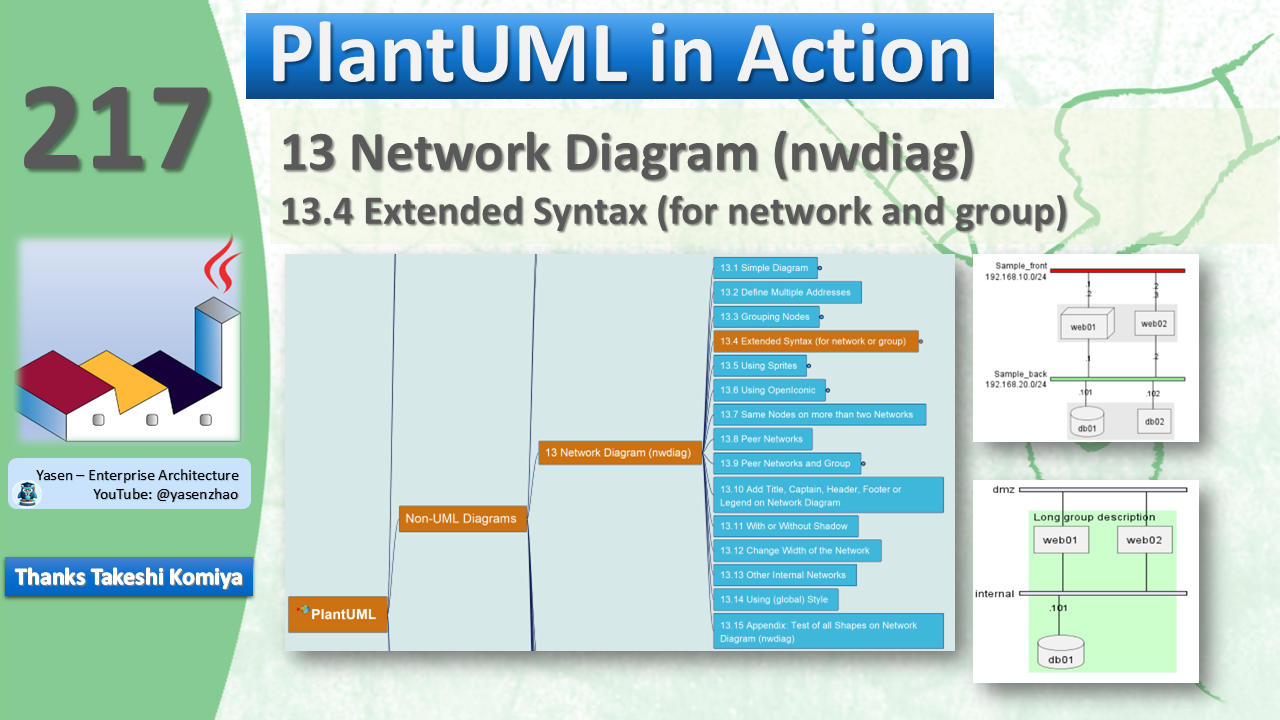 217
PlantUML in Action
13 Network Diagram (nwdiag)
13.4 Extended Syntax (for network and group)
Yasen – Enterprise Architecture
YouTube: @yasenzhao
Thanks Takeshi Komiya
PlantUML
Non-UML Diagrams
13 Network Diagram (nwdiag)
13.1 Simple Diagram
13.2 Define Multiple Addresses
13.3 Grouping Nodes
13.4 Extended Syntax (for network or group)
13.5 Using Sprites
13.6 Using OpenIconic
13.7 Same Nodes on more than two Networks
13.8 Peer Networks
13.9 Peer Networks and Group
13.10 Add Title, Captain, Header, Footer or
Legend on Network Diagram
13.11 With or Without Shadow
13.12 Change Width of the Network
13.13 Other Internal Networks
13.14 Using (global) Style
13.15 Appendix: Test of all Shapes on Network
Diagram (nwdiag)
Sample_front
192.168.10.0/24
.1
.2
.2
.3
web01
web02
.1
.2
Sample_back
192.168.20.0/24
.101
.102
db01
db02
dmz
Long group description
web01
web02
internal
.101
db01